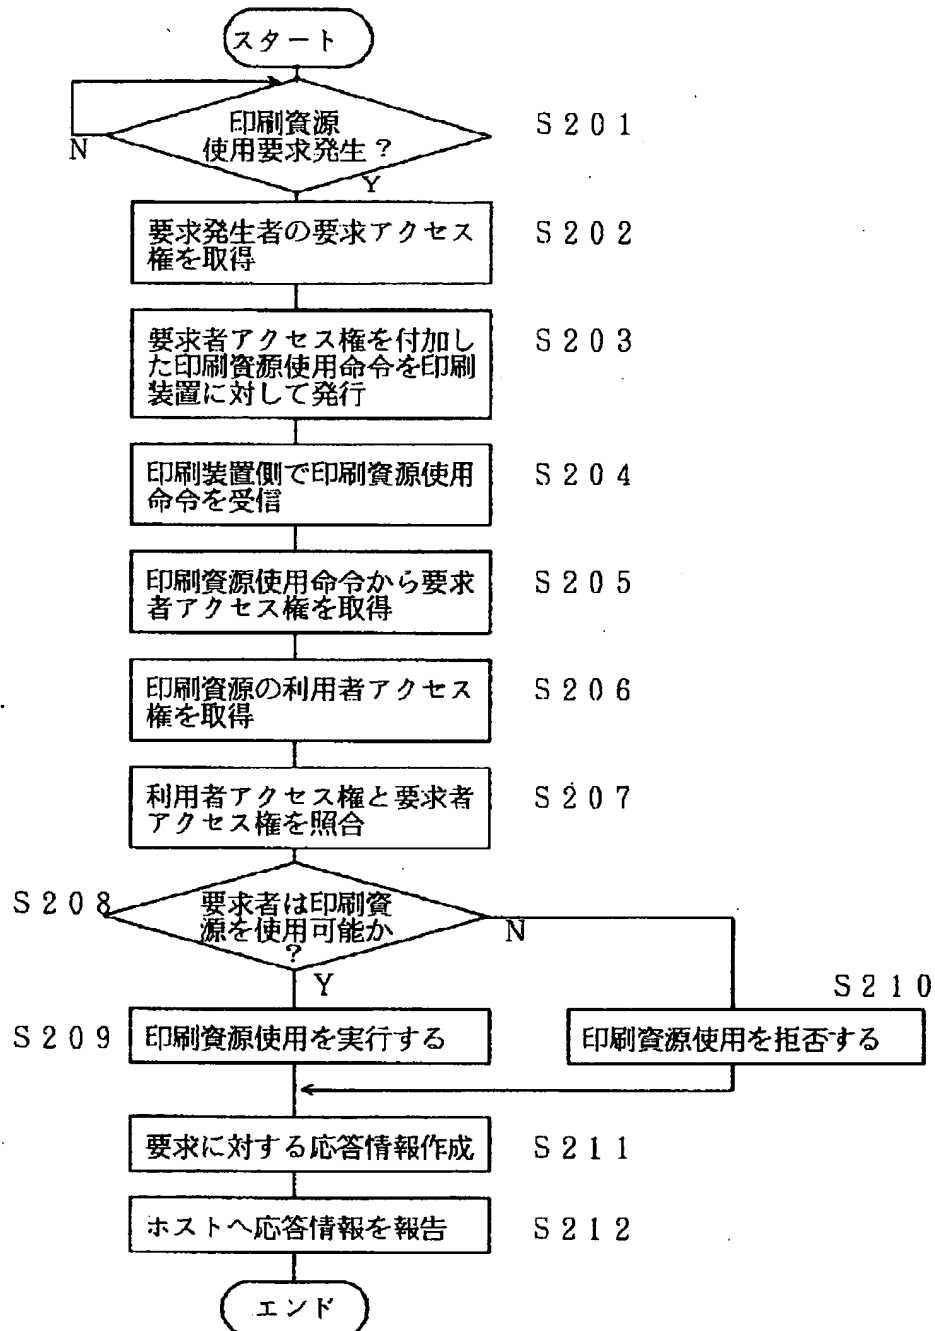 スタート
印刷資源
使用要求発生?
S201
N
Y
要求発生者の要求アクセス
権を取得
S202
要求者アクセス権を付加し
た印刷資源使用命令を印刷
装置に対して発行
S203
印刷装置側で印刷資源使用
命令を受信
S204
印刷資源使用命令から要求
者アクセス権を取得
S205
印刷資源の利用者アクセス
権を取得
S206
利用者アクセス権と要求者
アクセス権を照合
S207
S208
要求者は印刷資
源を使用可能か
?
N
Y
S210
S209
印刷資源使用を実行する
印刷資源使用を拒否する
要求に対する応答情報作成
S211
ホストへ応答情報を報告
S212
エンド